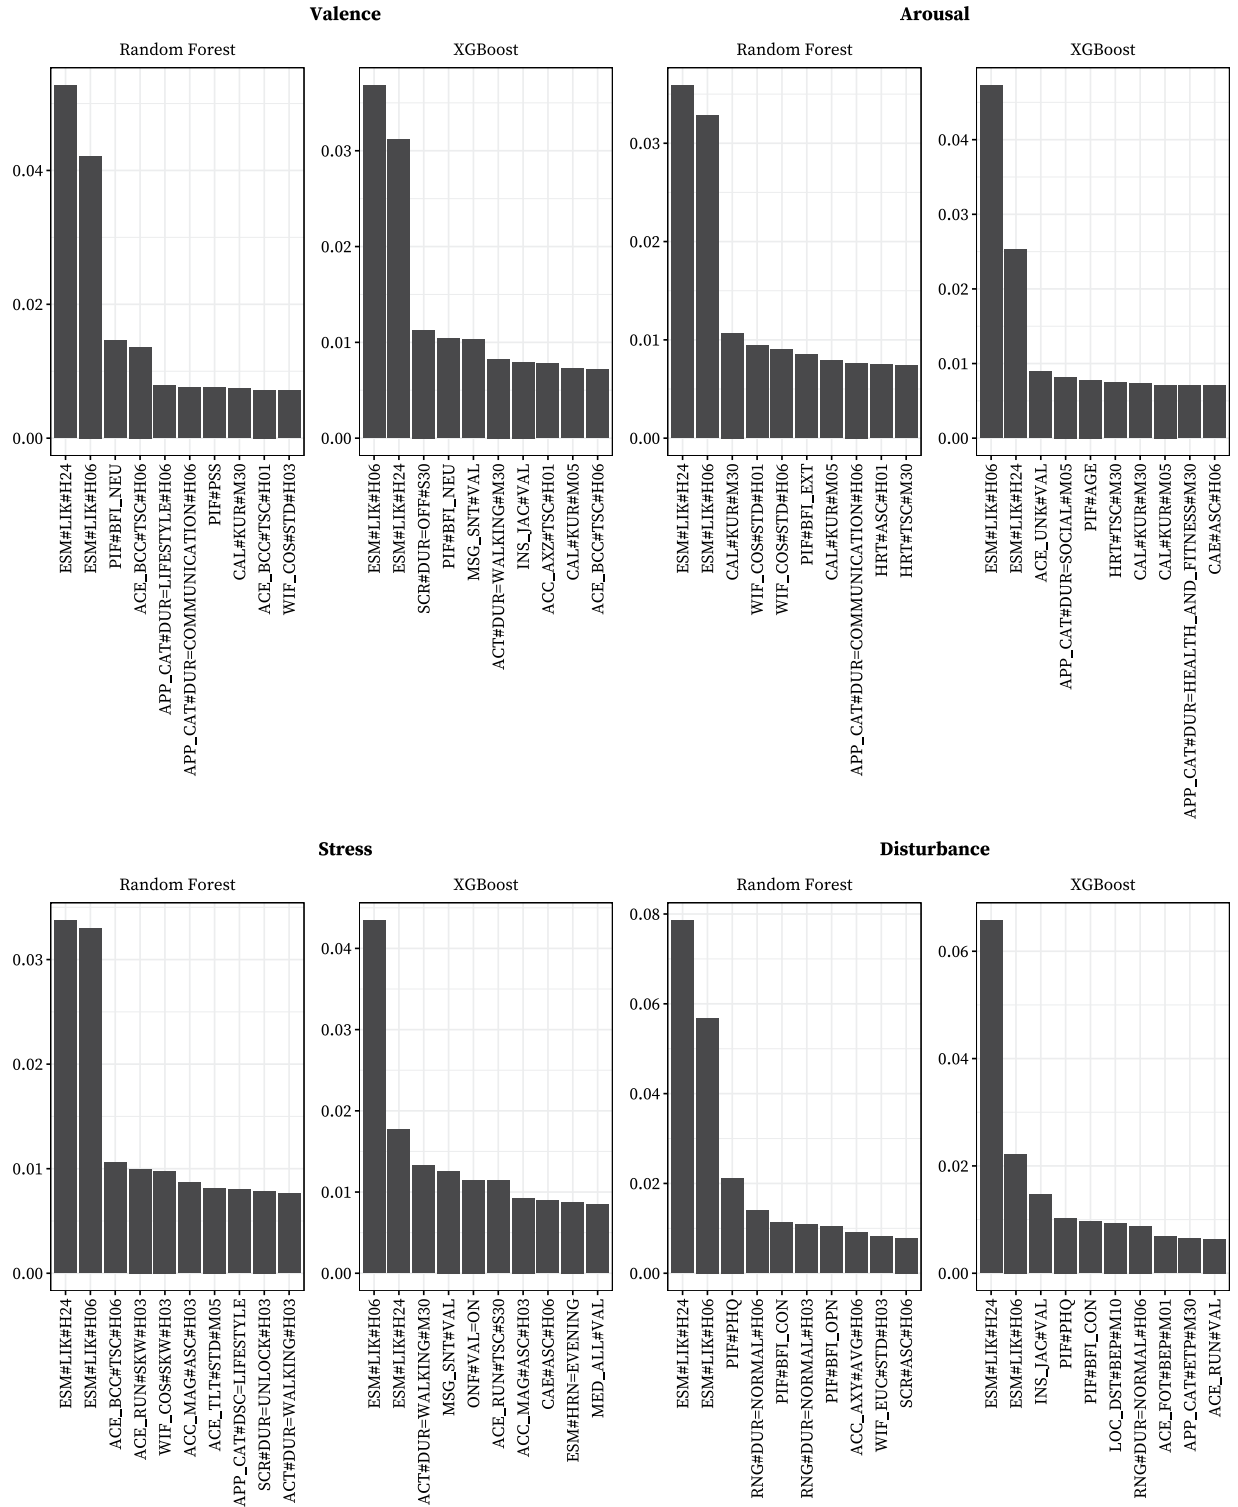 Valence
Arousal
Random Forest
XGBoost
Random Forest
XGBoost
0.04
0.02
0.00
0.03
0.02
0.01
0.00
0.03
0.02
0.01
0.00
0.04
0.03
0.02
0.01
0.00
ESM#LIK#H24
ESM#LIK#H06
PIF#BFI_NEU
ACE_BCC#TSC#H06
APP_CAT#DUR=LIFESTYLE#H06
APP_CAT#DUR=COMMUNICATION#H06
PIF#PSS
CAL#KUR#M30
ACE_BCC#TSC#H01
WIF_COS#STD#H03
ESM#LIK#H06
ESM#LIK#H24
SCR#DUR=OFF#S30
PIF#BFI_NEU
MSG_SNT#VAL
ACT#DUR=WALKING#M30
INS_JAC#VAL
ACC_AXZ#TSC#H01
CAL#KUR#M05
ACE_BCC#TSC#H06
ESM#LIK#H24
ESM#LIK#H06
CAL#KUR#M30
WIF_COS#STD#H01
WIF_COS#STD#H06
PIF#BFI_EXT
CAL#KUR#M05
APP_CAT#DUR=COMMUNICATION#H06
HRT#ASC#H01
HRT#TSC#M30
ESM#LIK#H06
ESM#LIK#H24
ACE_UNK#VAL
APP_CAT#DUR=SOCIAL#M05
PIF#AGE
HRT#TSC#M30
CAL#KUR#M30
CAL#KUR#M05
APP_CAT#DUR=HEALTH_AND_FITNESS#M30
CAE#ASC#H06
Stress
Disturbance
Random Forest
XGBoost
Random Forest
XGBoost
0.03
0.02
0.01
0.00
0.04
0.03
0.02
0.01
0.00
0.08
0.06
0.04
0.02
0.00
0.06
0.04
0.02
0.00
ESM#LIK#H24
ESM#LIK#H06
ACE_BCC#TSC#H06
ACE_RUN#SKW#H03
WIF_COS#SKW#H03
ACC_MAG#ASC#H03
ACE_TLT#STD#M05
APP_CAT#DSC=LIFESTYLE
SCR#DUR=UNLOCK#H03
ACT#DUR=WALKING#H03
ESM#LIK#H06
ESM#LIK#H24
ACT#DUR=WALKING#M30
MSG_SNT#VAL
ONF#VAL=ON
ACE_RUN#TSC#S30
ACC_MAG#ASC#H03
CAE#ASC#H06
ESM#HRN=EVENING
MED_ALL#VAL
ESM#LIK#H24
ESM#LIK#H06
PIF#PHQ
RNG#DUR=NORMAL#H06
PIF#BFI_CON
RNG#DUR=NORMAL#H03
PIF#BFI_OPN
ACC_AXY#AVG#H06
WIF_EUC#STD#H03
SCR#ASC#H06
ESM#LIK#H24
ESM#LIK#H06
INS_JAC#VAL
PIF#PHQ
PIF#BFI_CON
LOC_DST#BEP#M10
RNG#DUR=NORMAL#H06
ACE_FOT#BEP#M01
APP_CAT#ETP#M30
ACE_RUN#VAL